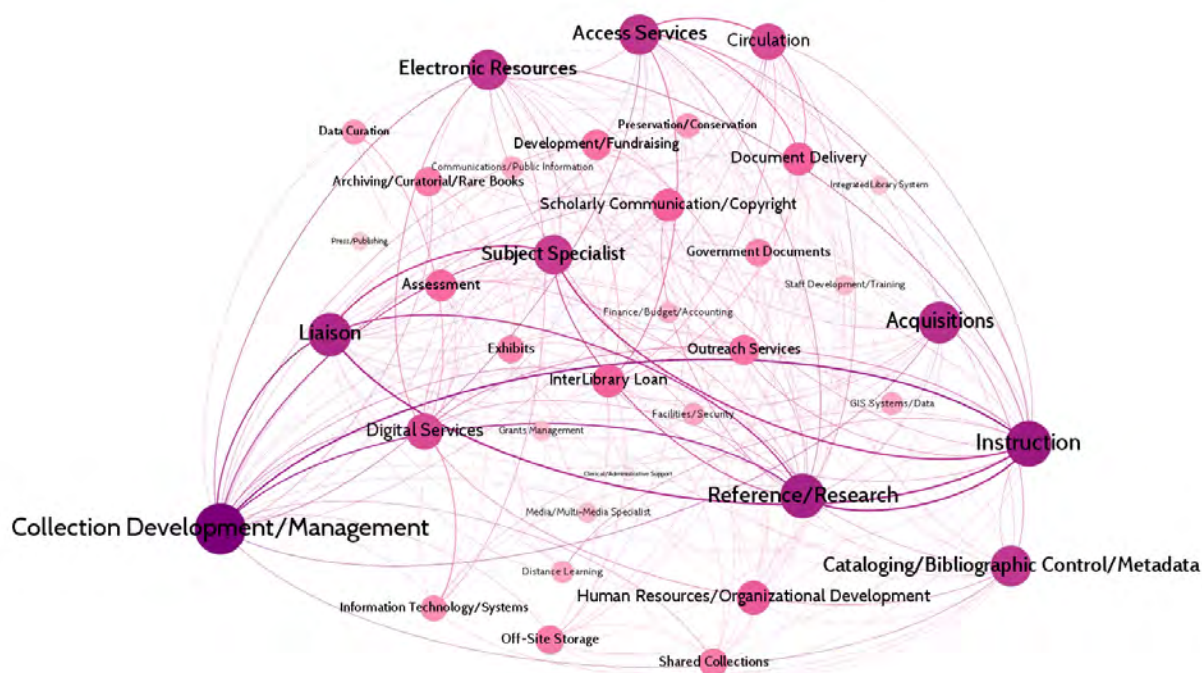 Access Services
Circulation
Electronic Resources
Data Curation
Preservation/Conservation
Development/Fundraising
Document Delivery
Communications/Public Information
Archiving/Curatorial/Rare Books
Integrated Library System
Scholarly Communication/Copyright
Press/Publishing
Subject Specialist
Government Documents
Assessment
Staff Development/Training
Finance/Budget/Accounting
Liaison
Acquisitions
Exhibits
Outreach Services
InterLibrary Loan
GIS Systems/Data
Facilities/Security
Digital Services
Grants Management
Instruction
Clerical/Administrative Support
Reference/Research
Media/Multi-Media Specialist
Collection Development/Management
Cataloging/Bibliographic Control/Metadata
Distance Learning
Human Resources/Organizational Development
Information Technology/Systems
Off-Site Storage
Shared Collections